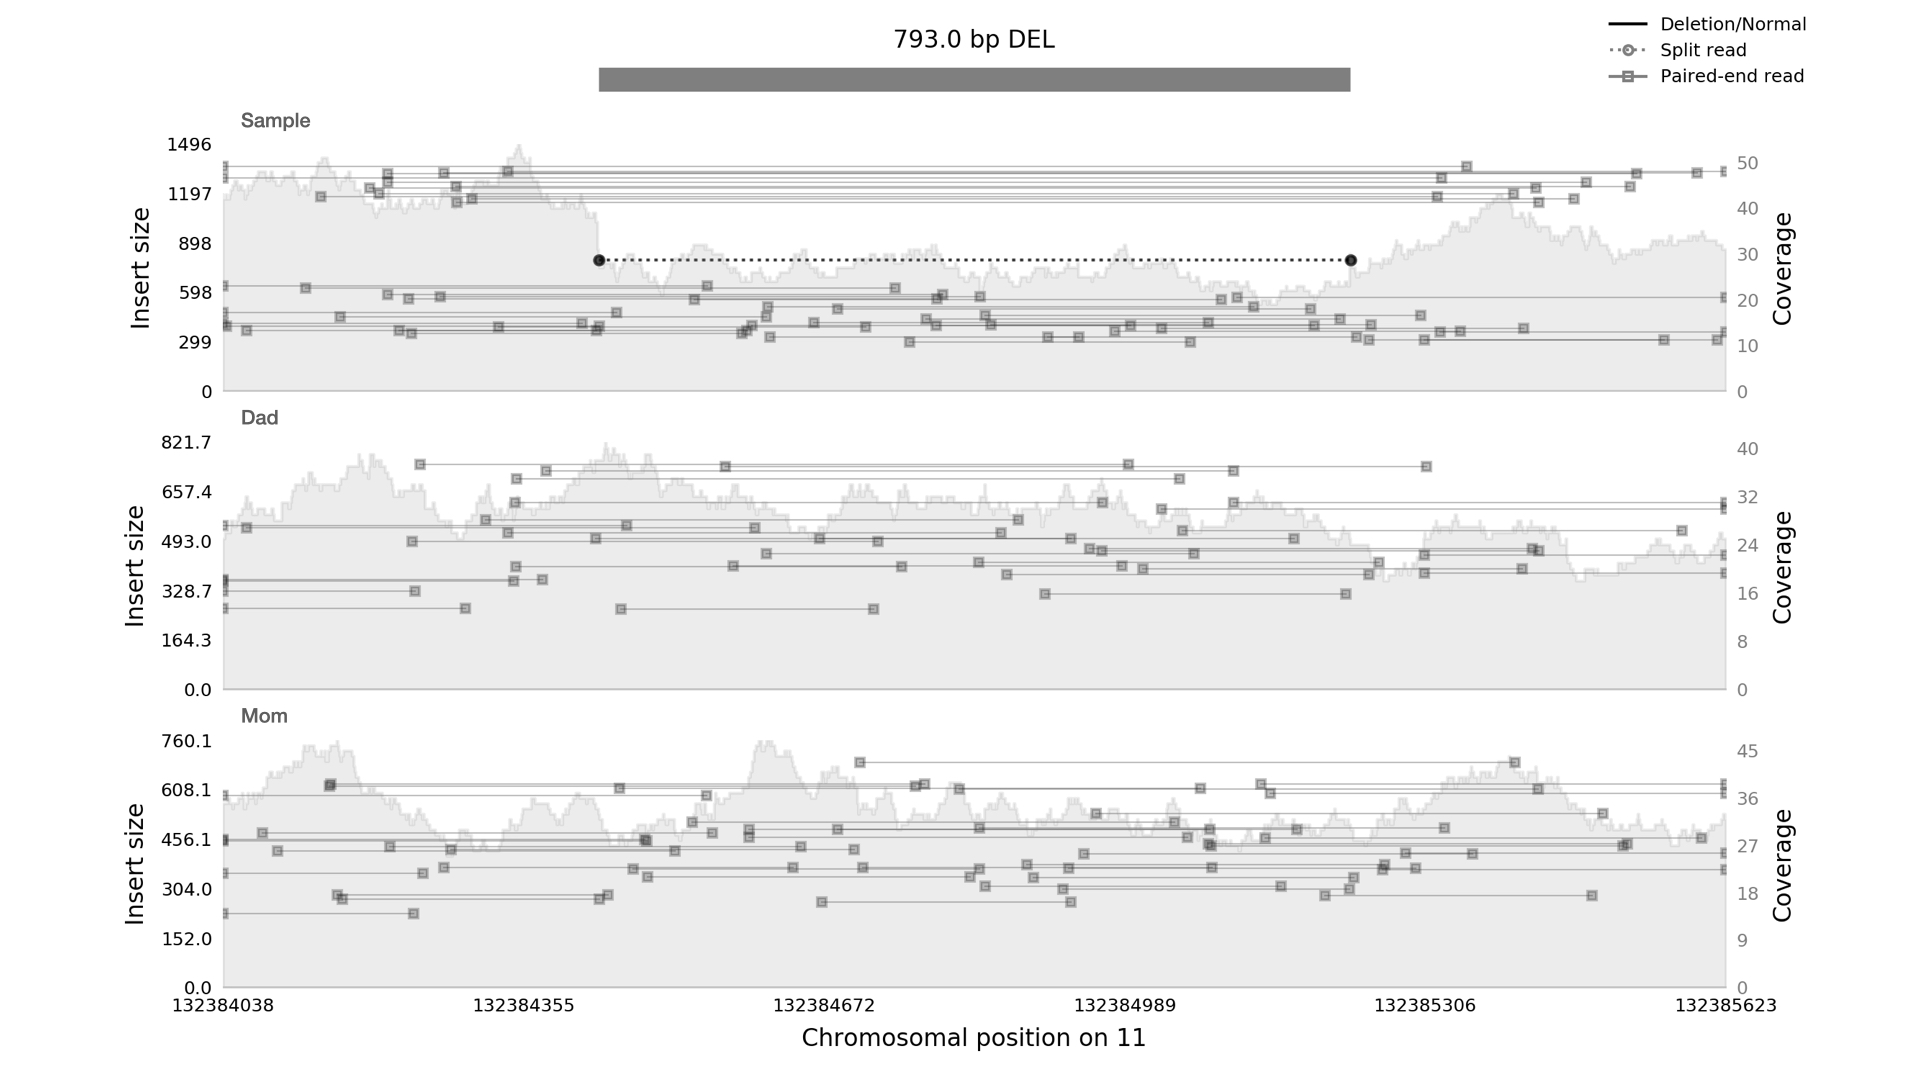 793.0 bp DEL
Deletion/Normal
Split read
Paired-end read
Sample
1496
1197
898
598
299
0
Insert size
50
40
30
20
10
0
Coverage
Dad
821.7
657.4
493.0
328.7
164.3
0.0
Insert size
40
32
24
16
8
0
Coverage
Mom
760.1
608.1
456.1
304.0
152.0
0.0
Insert size
45
36
27
18
9
0
Coverage
132384038 132384355 132384672 132384989 132385306 132385623
Chromosomal position on 11